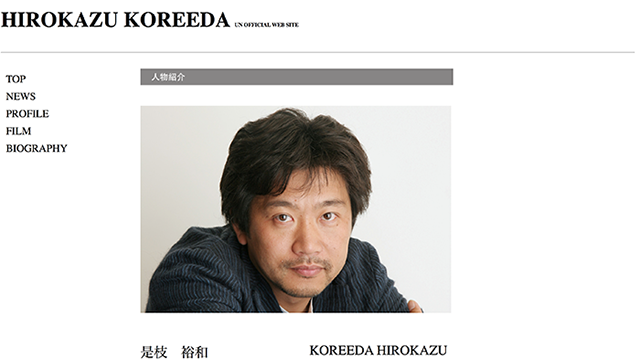 HIROKAZU KOREEDA UN OFFICIAL WEB SITE
TOP
NEWS
PROFILE
FILM
BIOGRAPHY
人物紹介
是枝　裕和
KOREEDA HIROKAZU